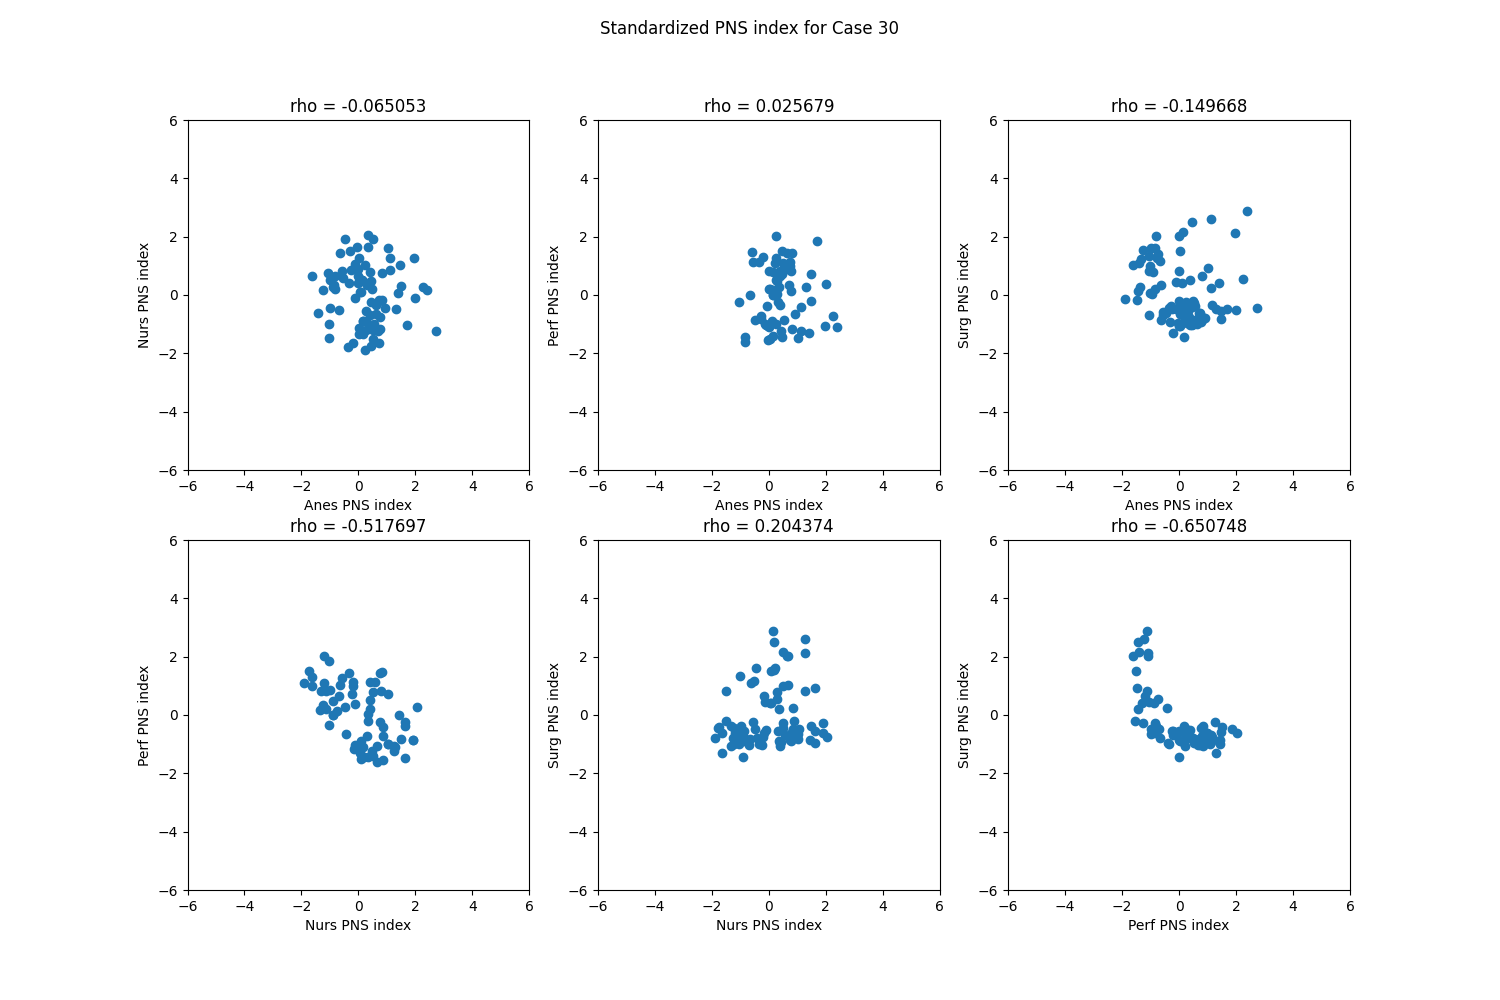 Standardized PNS index for Case 30
rho = -0.065053
6
4
2
0
−2
−4
−6
Nurs PNS index
−6 −4 −2 0 2 4 6
Anes PNS index
rho = 0.025679
6
4
2
0
−2
−4
−6
Perf PNS index
−6 −4 −2 0 2 4 6
Anes PNS index
rho = -0.149668
6
4
2
0
−2
−4
−6
Surg PNS index
−6 −4 −2 0 2 4 6
Anes PNS index
rho = -0.517697
6
4
2
0
−2
−4
−6
Perf PNS index
−6 −4 −2 0 2 4 6
Nurs PNS index
rho = 0.204374
6
4
2
0
−2
−4
−6
Surg PNS index
−6 −4 −2 0 2 4 6
Nurs PNS index
rho = -0.650748
6
4
2
0
−2
−4
−6
Surg PNS index
−6 −4 −2 0 2 4 6
Perf PNS index